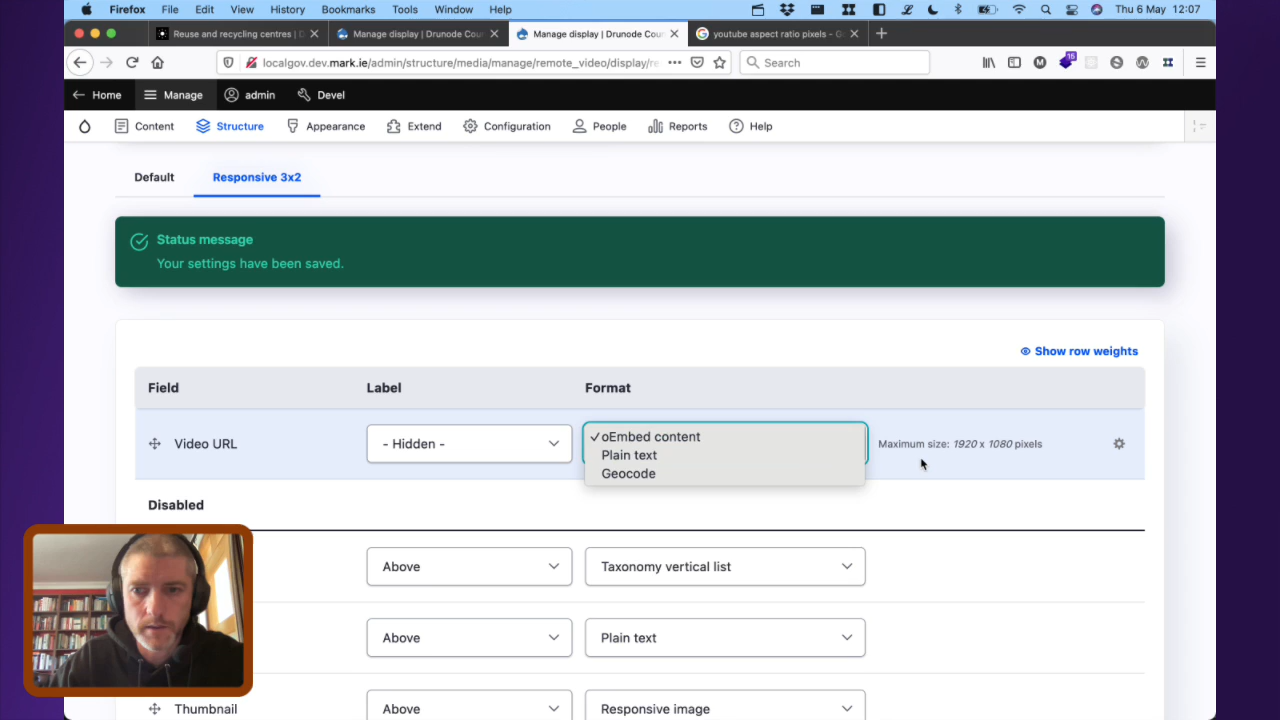 Firefox File Edit View History Bookmarks Tools Window Help Thu 6 May 12:07
Reuse and recycling centres | D Manage display | Drunode Cou Manage display | Drunode Cou youtube aspect ratio pixels - G
localgov.dev.mark.ie/admin/structure/media/manage/remote_video/display/re Search
15
Home Manage admin Devel
Content Structure Appearance Extend Configuration People Reports Help
Default Responsive 3x2
Status message
Your settings have been saved.
Show row weights
Field Label Format
Video URL - Hidden - oEmbed content Maximum size: 1920 x 1080 pixels
Plain text
Geocode
Disabled
Above Taxonomy vertical list
Above Plain text
Thumbnail Above Responsive image